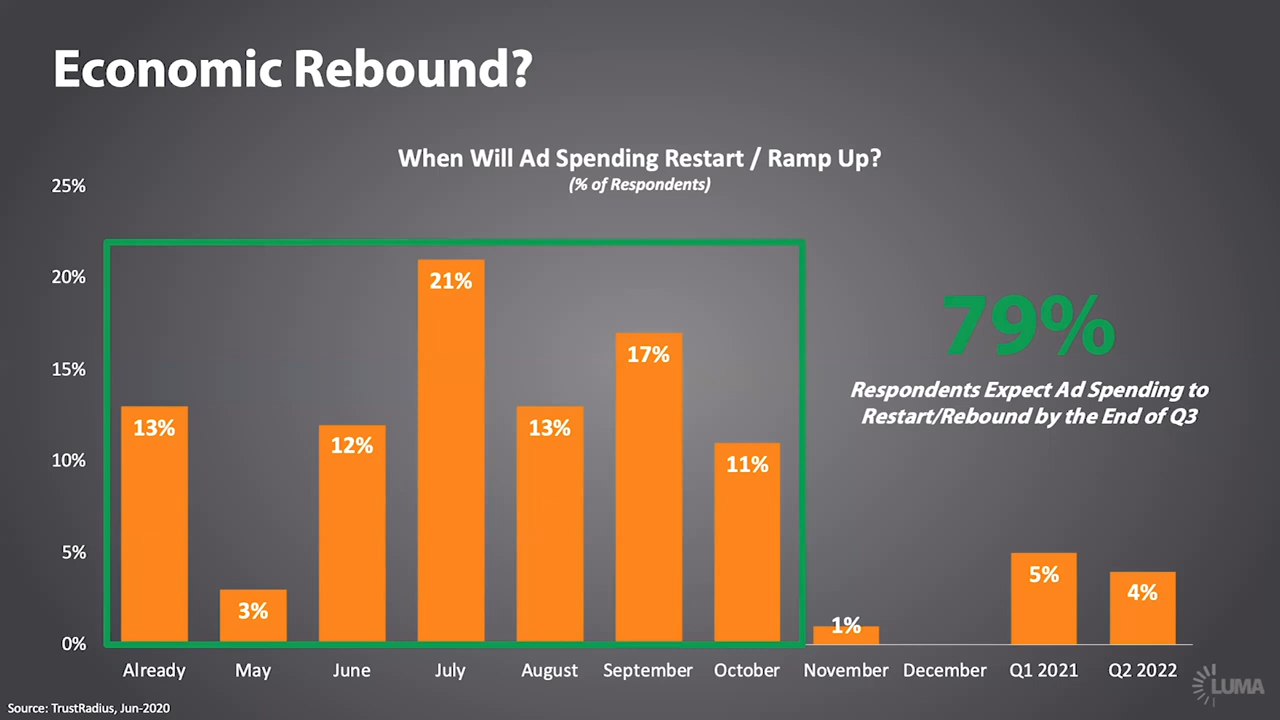 Economic Rebound?
When Will Ad Spending Restart / Ramp Up?
(% of Respondents)
25%
20%
15%
10%
5%
0%
13%
3%
12%
21%
13%
17%
11%
1%
5%
4%
Already
May
June
July
August
September
October
November
December
Q1 2021
Q2 2022
79%
Respondents Expect Ad Spending to
Restart/Rebound by the End of Q3
Source: TrustRadius, Jun-2020
LUMA